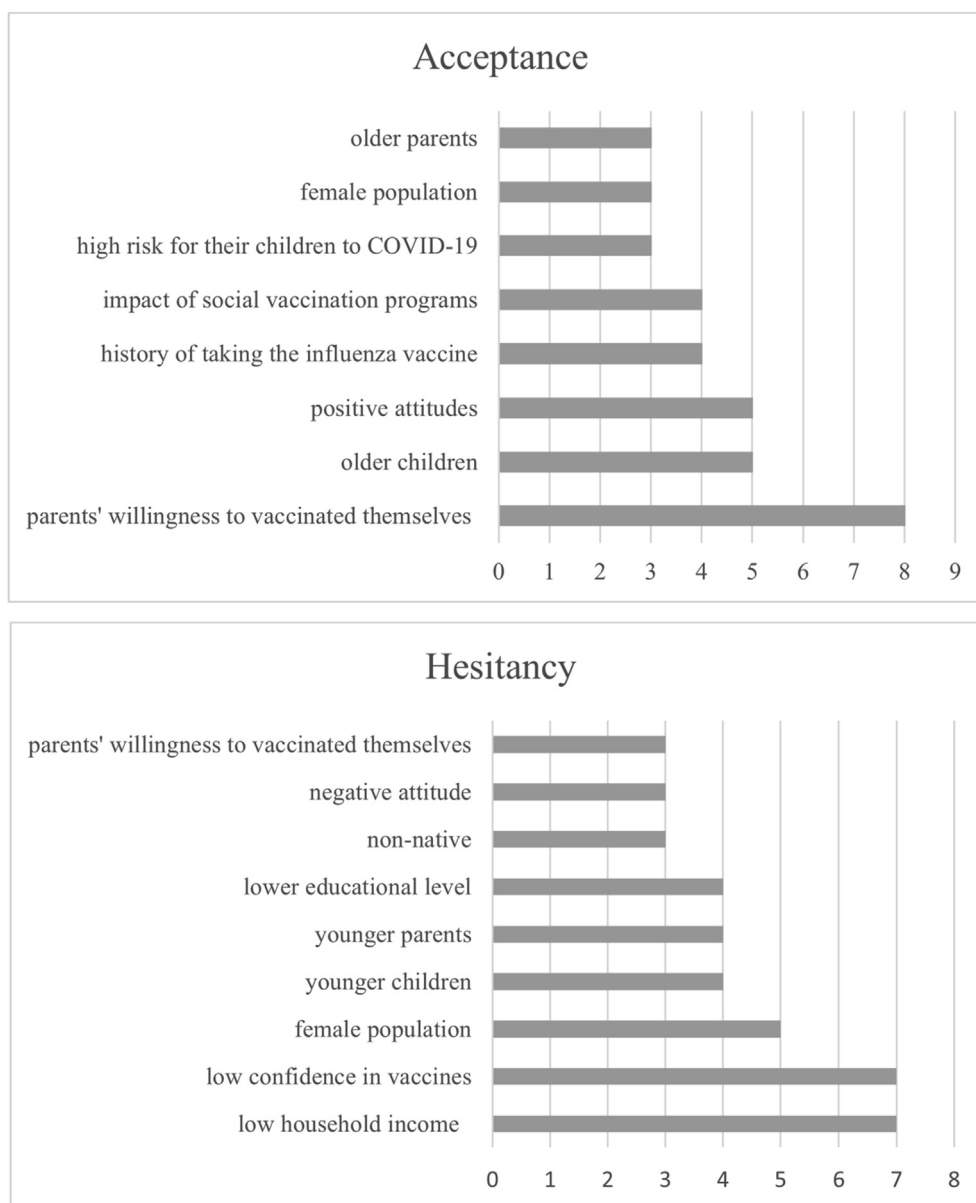 Acceptance
older parents
female population
high risk for their children to COVID-19
impact of social vaccination programs
history of taking the influenza vaccine
positive attitudes
older children
parents' willingness to vaccinated themselves
0 1 2 3 4 5 6 7 8 9
Hesitancy
parents' willingness to vaccinated themselves
negative attitude
non-native
lower educational level
younger parents
younger children
female population
low confidence in vaccines
low household income
0 1 2 3 4 5 6 7 8